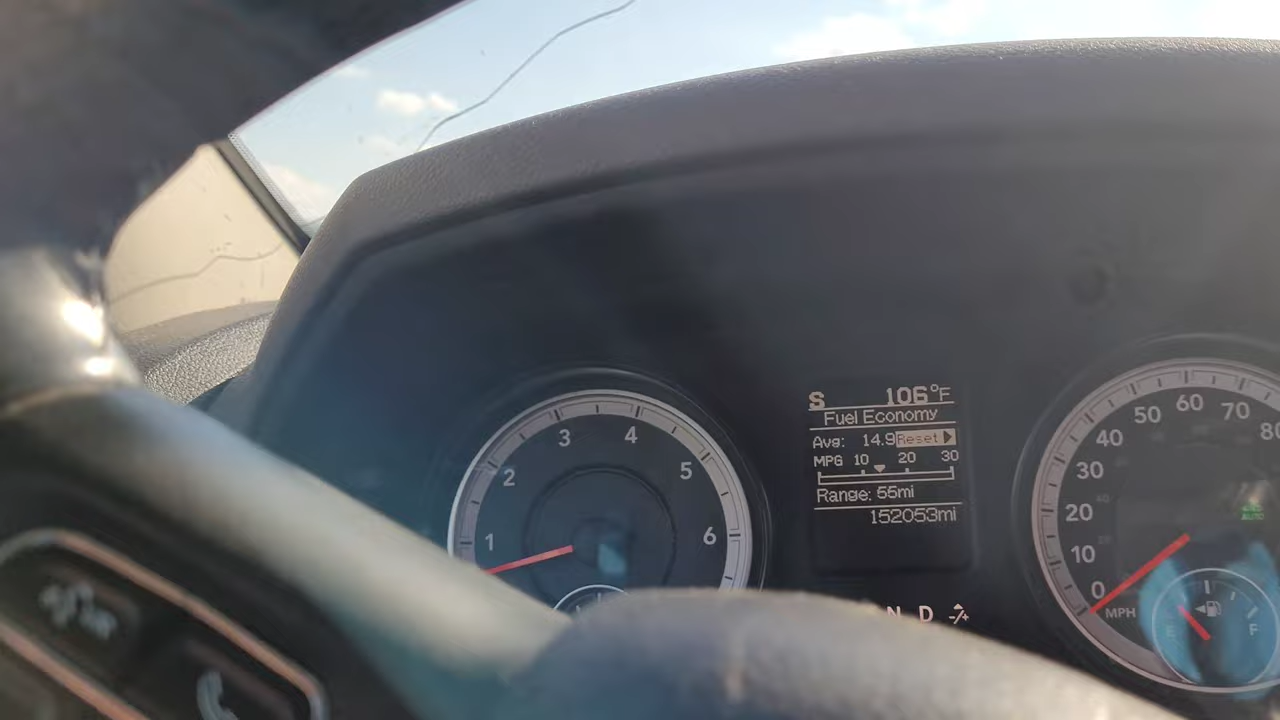 S 106°F
Fuel Economy
Avg: 14.9 Reset
MPG 10 20 30
Range: 55mi
152053mi
1 2 3 4 5 6
0 10 20 30 40 50 60 70 80
MPH
E F
N D